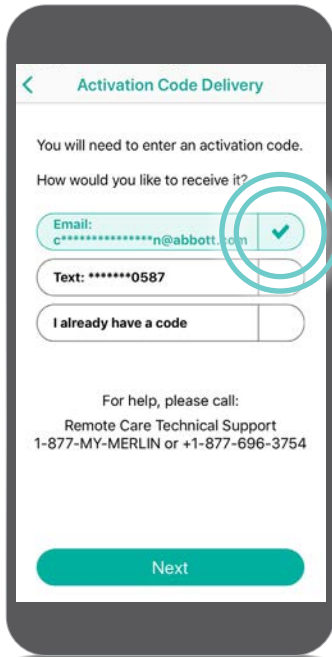 Activation Code Delivery
You will need to enter an activation code.
How would you like to receive it?
Email:
c****************n@abbott.com
Text: *******0587
I already have a code
For help, please call:
Remote Care Technical Support
1-877-MY-MERLIN or +1-877-696-3754
Next